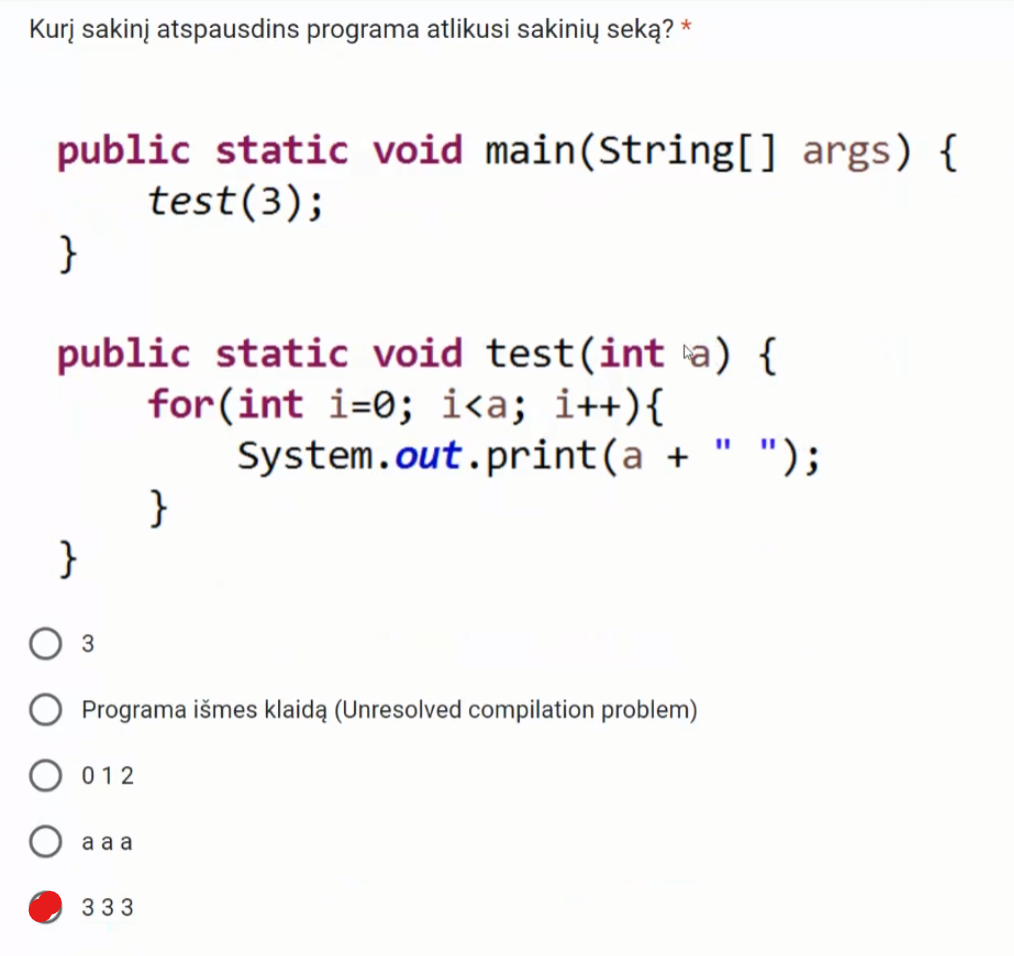 Kurį sakinį atspausdins programa atlikusi sakinių seką? *
public static void main(String[] args) {
test(3);
}
public static void test(int a) {
for(int i=0; i<a; i++){
System.out.print(a + " ");
}
}
3
Programa išmes klaidą (Unresolved compilation problem)
0 1 2
a a a
3 3 3